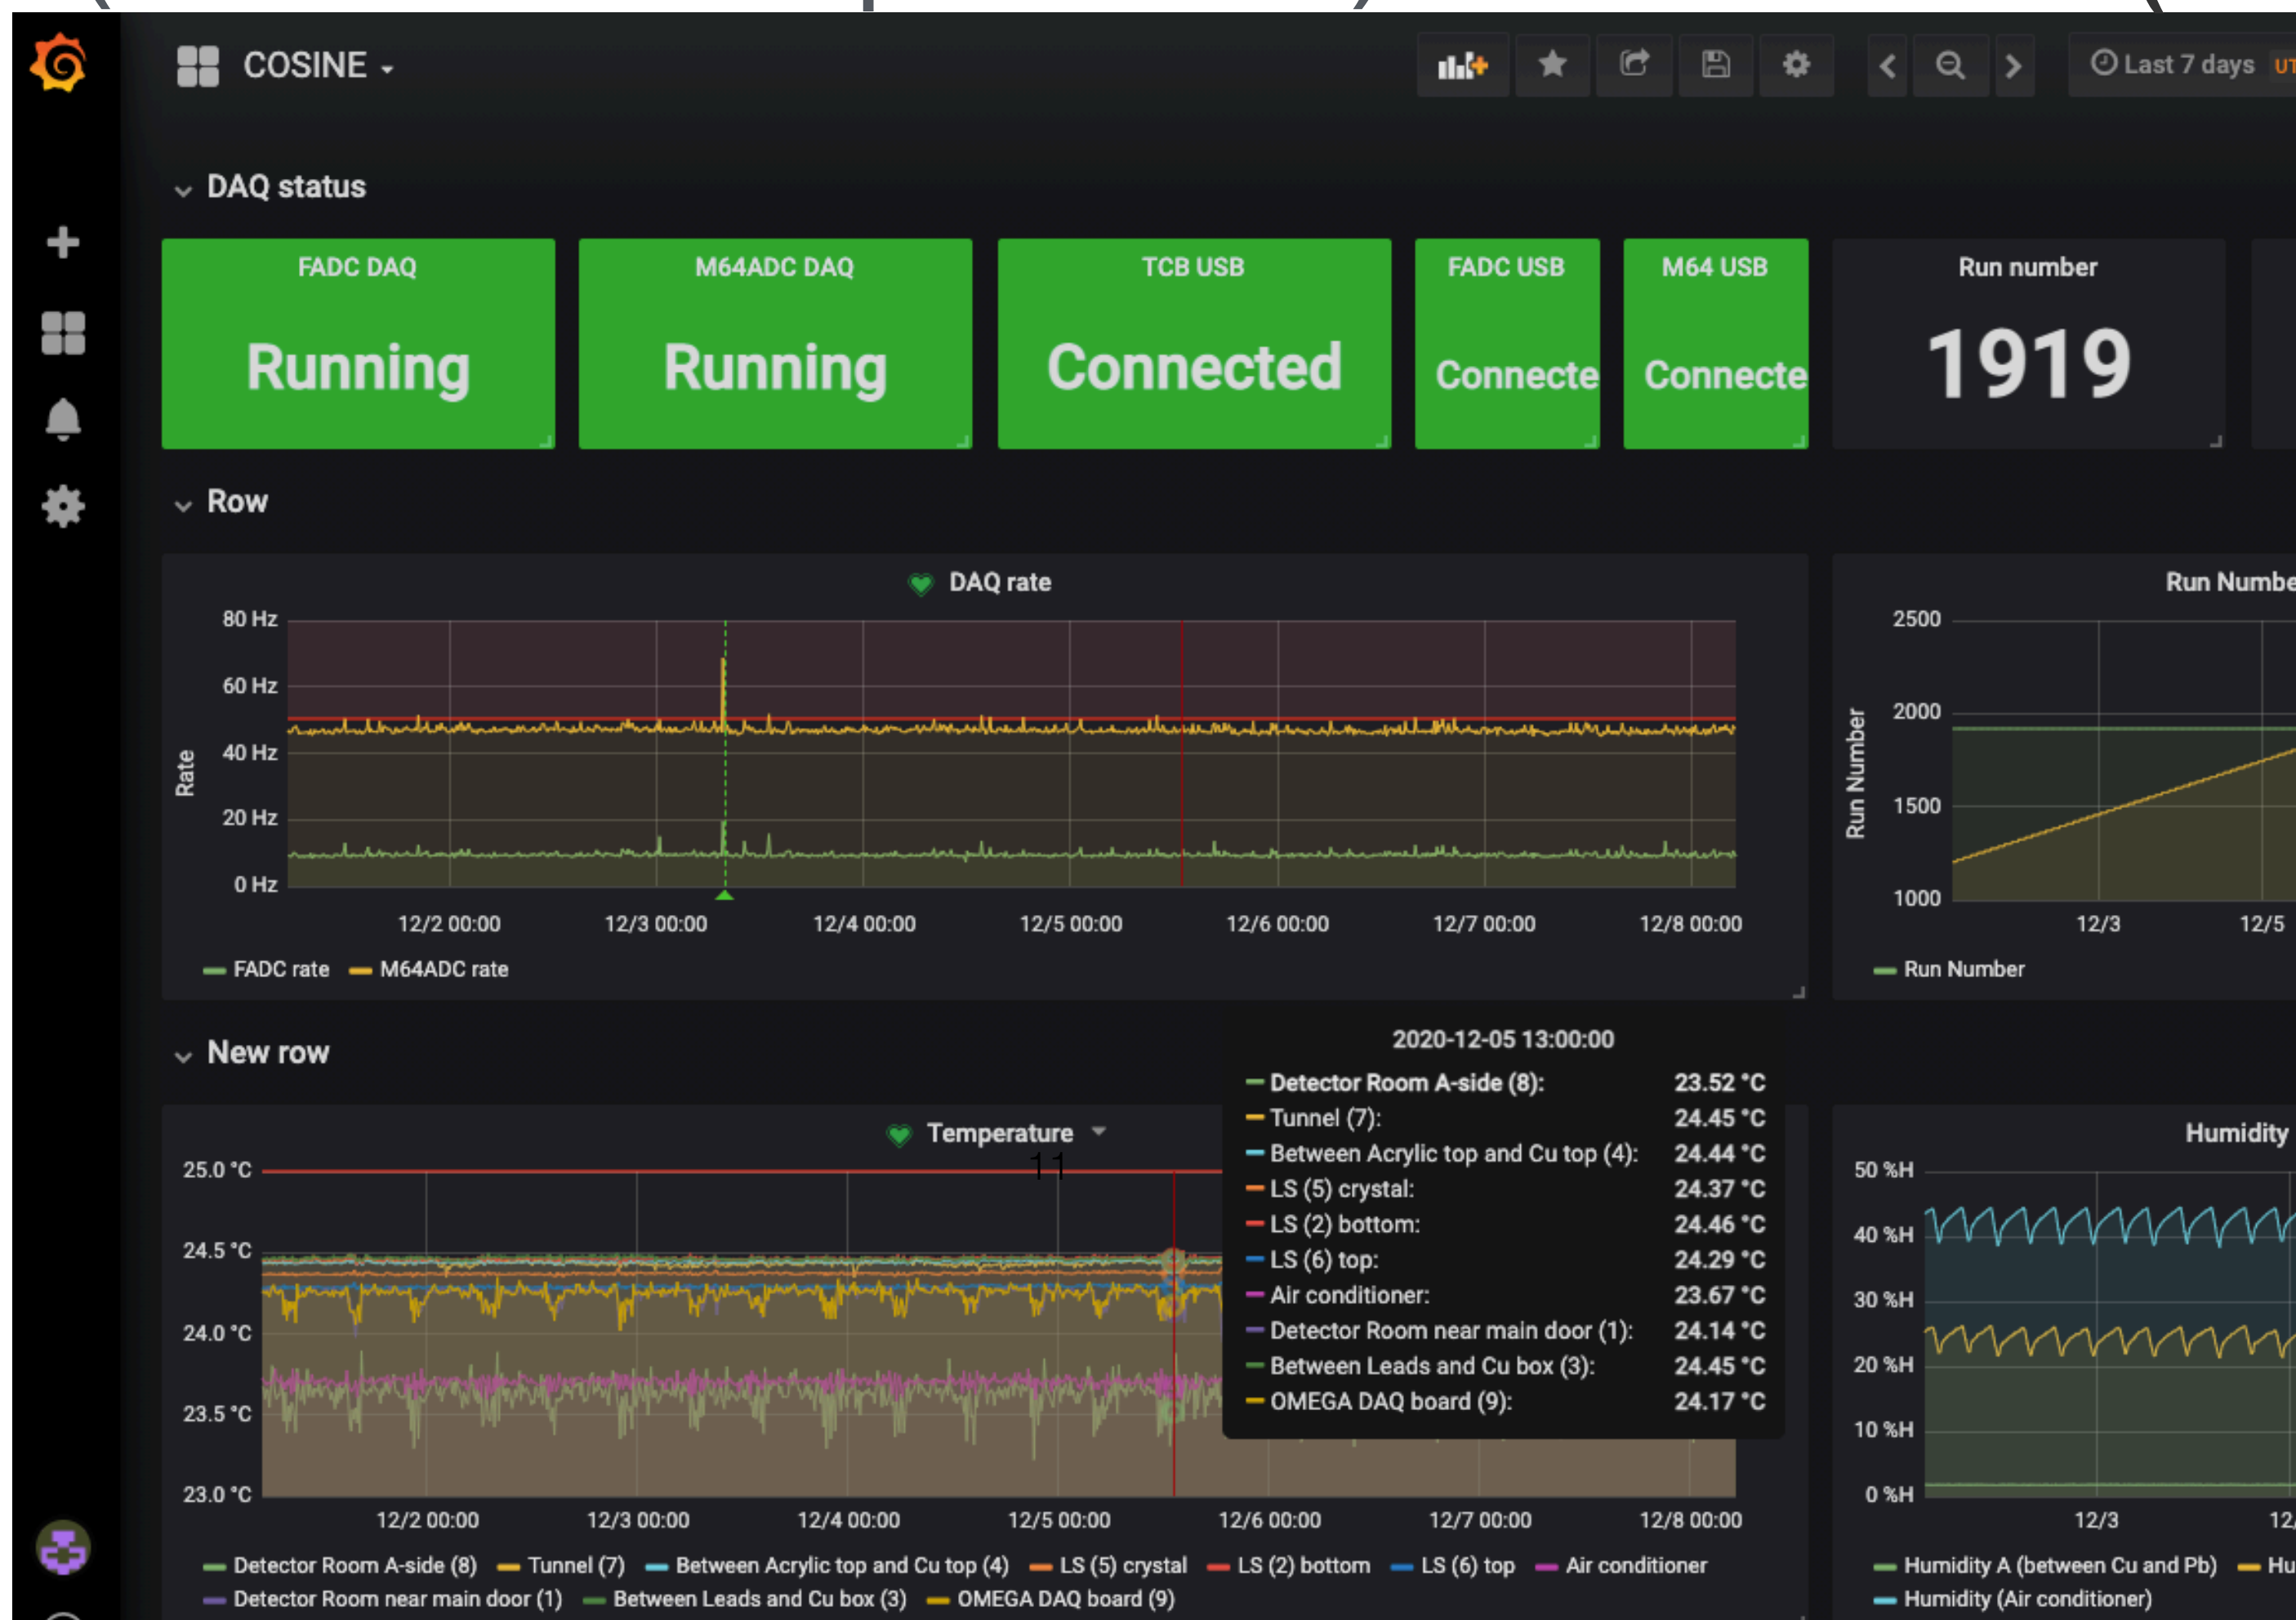 COSINE
Last 7 days
DAQ status
FADC DAQ
Running
M64ADC DAQ
Running
TCB USB
Connected
FADC USB
Connecte
M64 USB
Connecte
Run number
1919
Row
DAQ rate
80 Hz
60 Hz
40 Hz
20 Hz
0 Hz
Rate
12/2 00:00 12/3 00:00 12/4 00:00 12/5 00:00 12/6 00:00 12/7 00:00 12/8 00:00
FADC rate M64ADC rate
Run Numbe
2500
2000
1500
1000
Run Number
12/3 12/5
Run Number
New row
Temperature
11
25.0 °C
24.5 °C
24.0 °C
23.5 °C
23.0 °C
12/2 00:00 12/3 00:00 12/4 00:00 12/5 00:00 12/6 00:00 12/7 00:00 12/8 00:00
Detector Room A-side (8) Tunnel (7) Between Acrylic top and Cu top (4) LS (5) crystal LS (2) bottom LS (6) top Air conditioner
Detector Room near main door (1) Between Leads and Cu box (3) OMEGA DAQ board (9)
2020-12-05 13:00:00
Detector Room A-side (8): 23.52 °C
Tunnel (7): 24.45 °C
Between Acrylic top and Cu top (4): 24.44 °C
LS (5) crystal: 24.37 °C
LS (2) bottom: 24.46 °C
LS (6) top: 24.29 °C
Air conditioner: 23.67 °C
Detector Room near main door (1): 24.14 °C
Between Leads and Cu box (3): 24.45 °C
OMEGA DAQ board (9): 24.17 °C
Humidity
50 %H
40 %H
30 %H
20 %H
10 %H
0 %H
12/3 12/
Humidity A (between Cu and Pb) Hu
Humidity (Air conditioner)